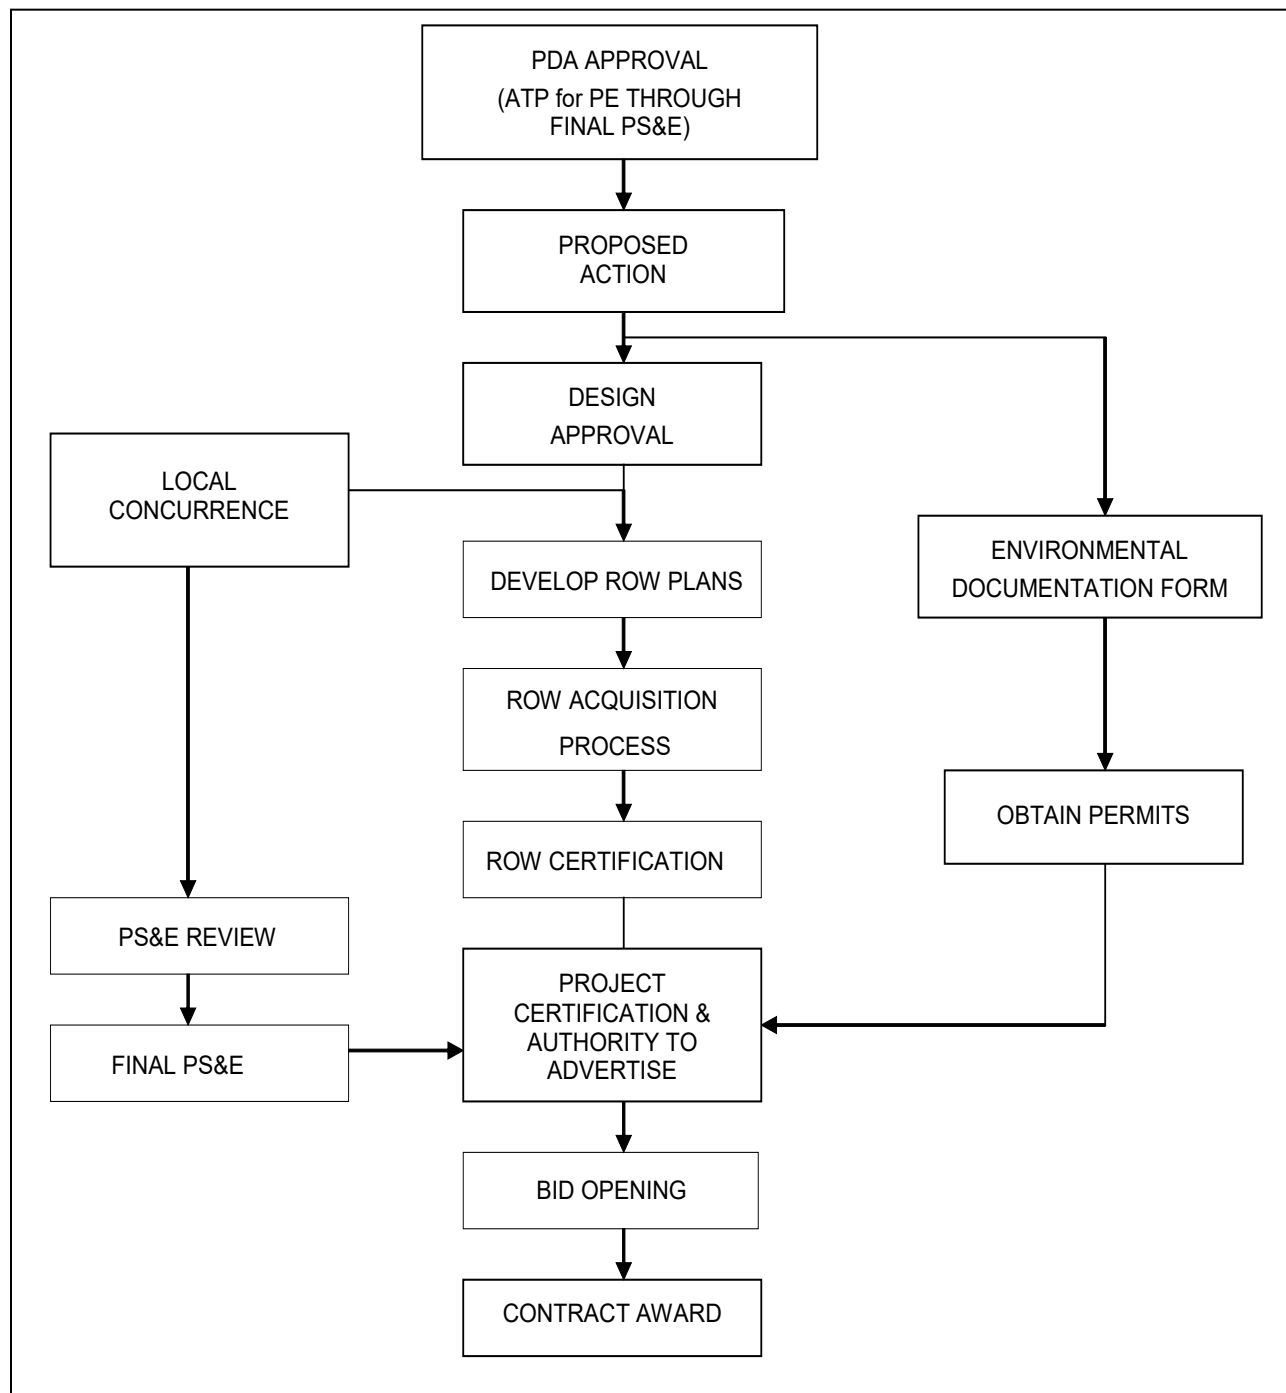 PDA APPROVAL
(ATP for PE THROUGH
FINAL PS&E)
PROPOSED
ACTION
DESIGN
APPROVAL
LOCAL
CONCURRENCE
ENVIRONMENTAL
DOCUMENTATION FORM
DEVELOP ROW PLANS
ROW ACQUISITION
PROCESS
OBTAIN PERMITS
ROW CERTIFICATION
PS&E REVIEW
PROJECT
CERTIFICATION &
AUTHORITY TO
ADVERTISE
FINAL PS&E
BID OPENING
CONTRACT AWARD